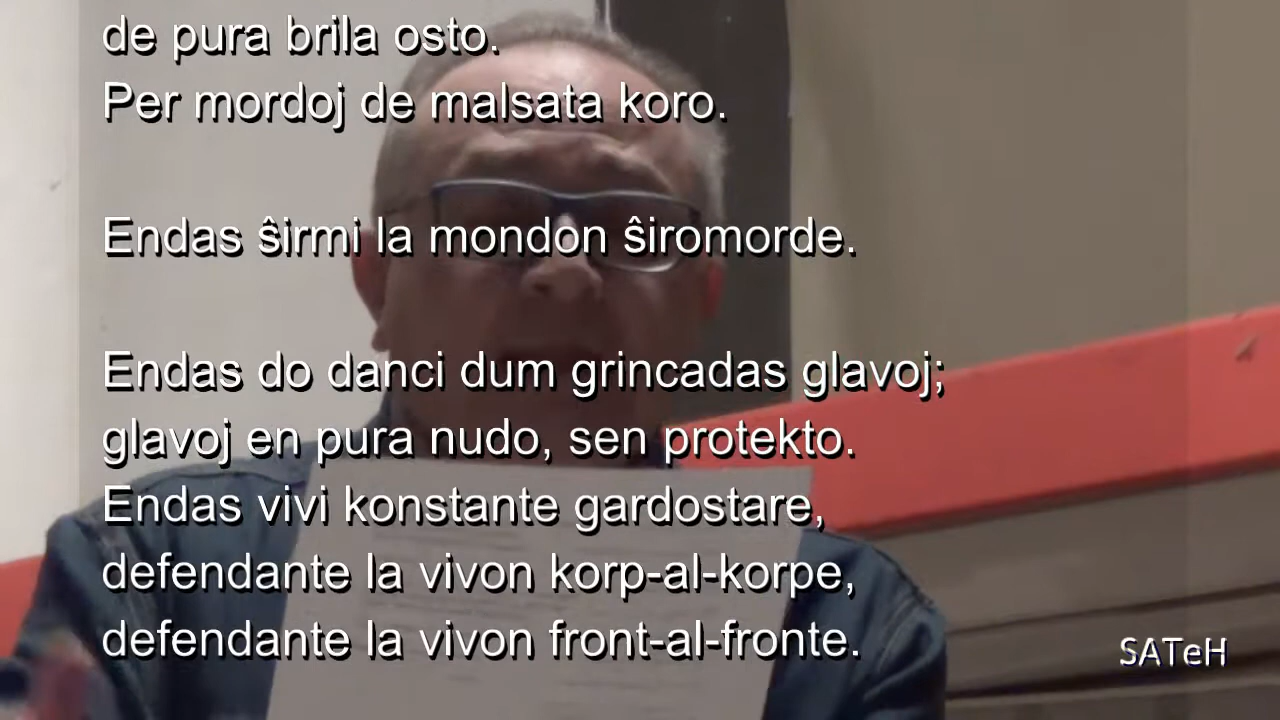 de pura brila osto.
Per mordoj de malsata koro.
Endas ŝirmi la mondon ŝiromorde.
Endas do danci dum grincadas glavoj;
glavoj en pura nudo, sen protekto.
Endas vivi konstante gardostare,
defendante la vivon korp-al-korpe,
defendante la vivon front-al-fronte.
SATeH